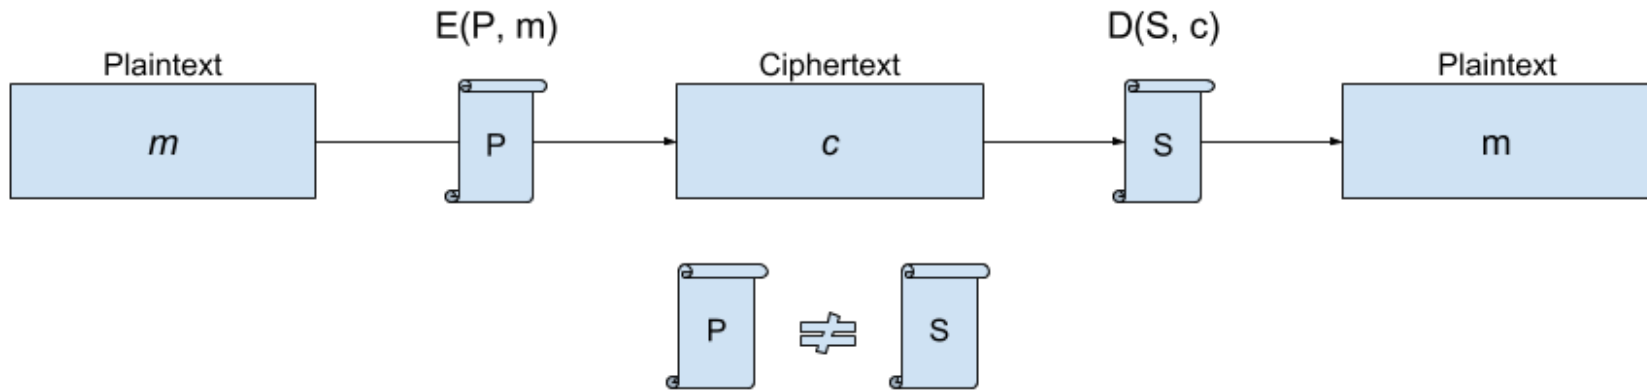 E(P, m)
D(S, c)
Plaintext
Ciphertext
Plaintext
m
P
c
S
m
P ≠ S